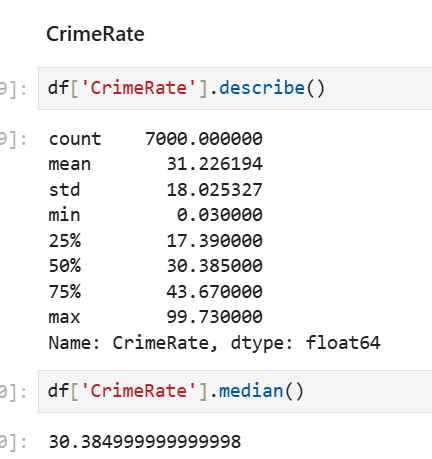 CrimeRate
9]: df['CrimeRate'].describe()
9]: count    7000.000000
mean       31.226194
std        18.025327
min         0.030000
25%        17.390000
50%        30.385000
75%        43.670000
max        99.730000
Name: CrimeRate, dtype: float64
0]: df['CrimeRate'].median()
0]: 30.384999999999998